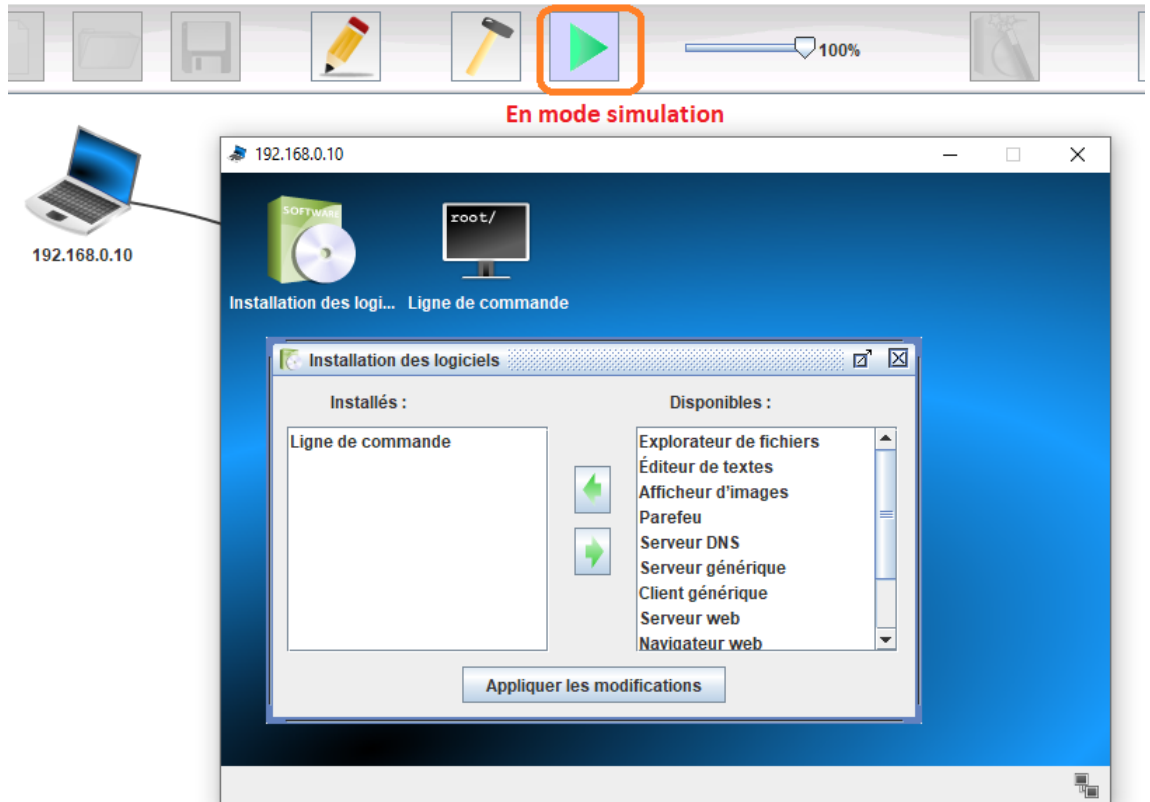 100%
En mode simulation
192.168.0.10
192.168.0.10
SOFTWARE
root/
Installation des logi...
Ligne de commande
Installation des logiciels
Installés :
Disponibles :
Ligne de commande
Explorateur de fichiers
Éditeur de textes
Afficheur d'images
Parefeu
Serveur DNS
Serveur générique
Client générique
Serveur web
Navigateur web
Appliquer les modifications